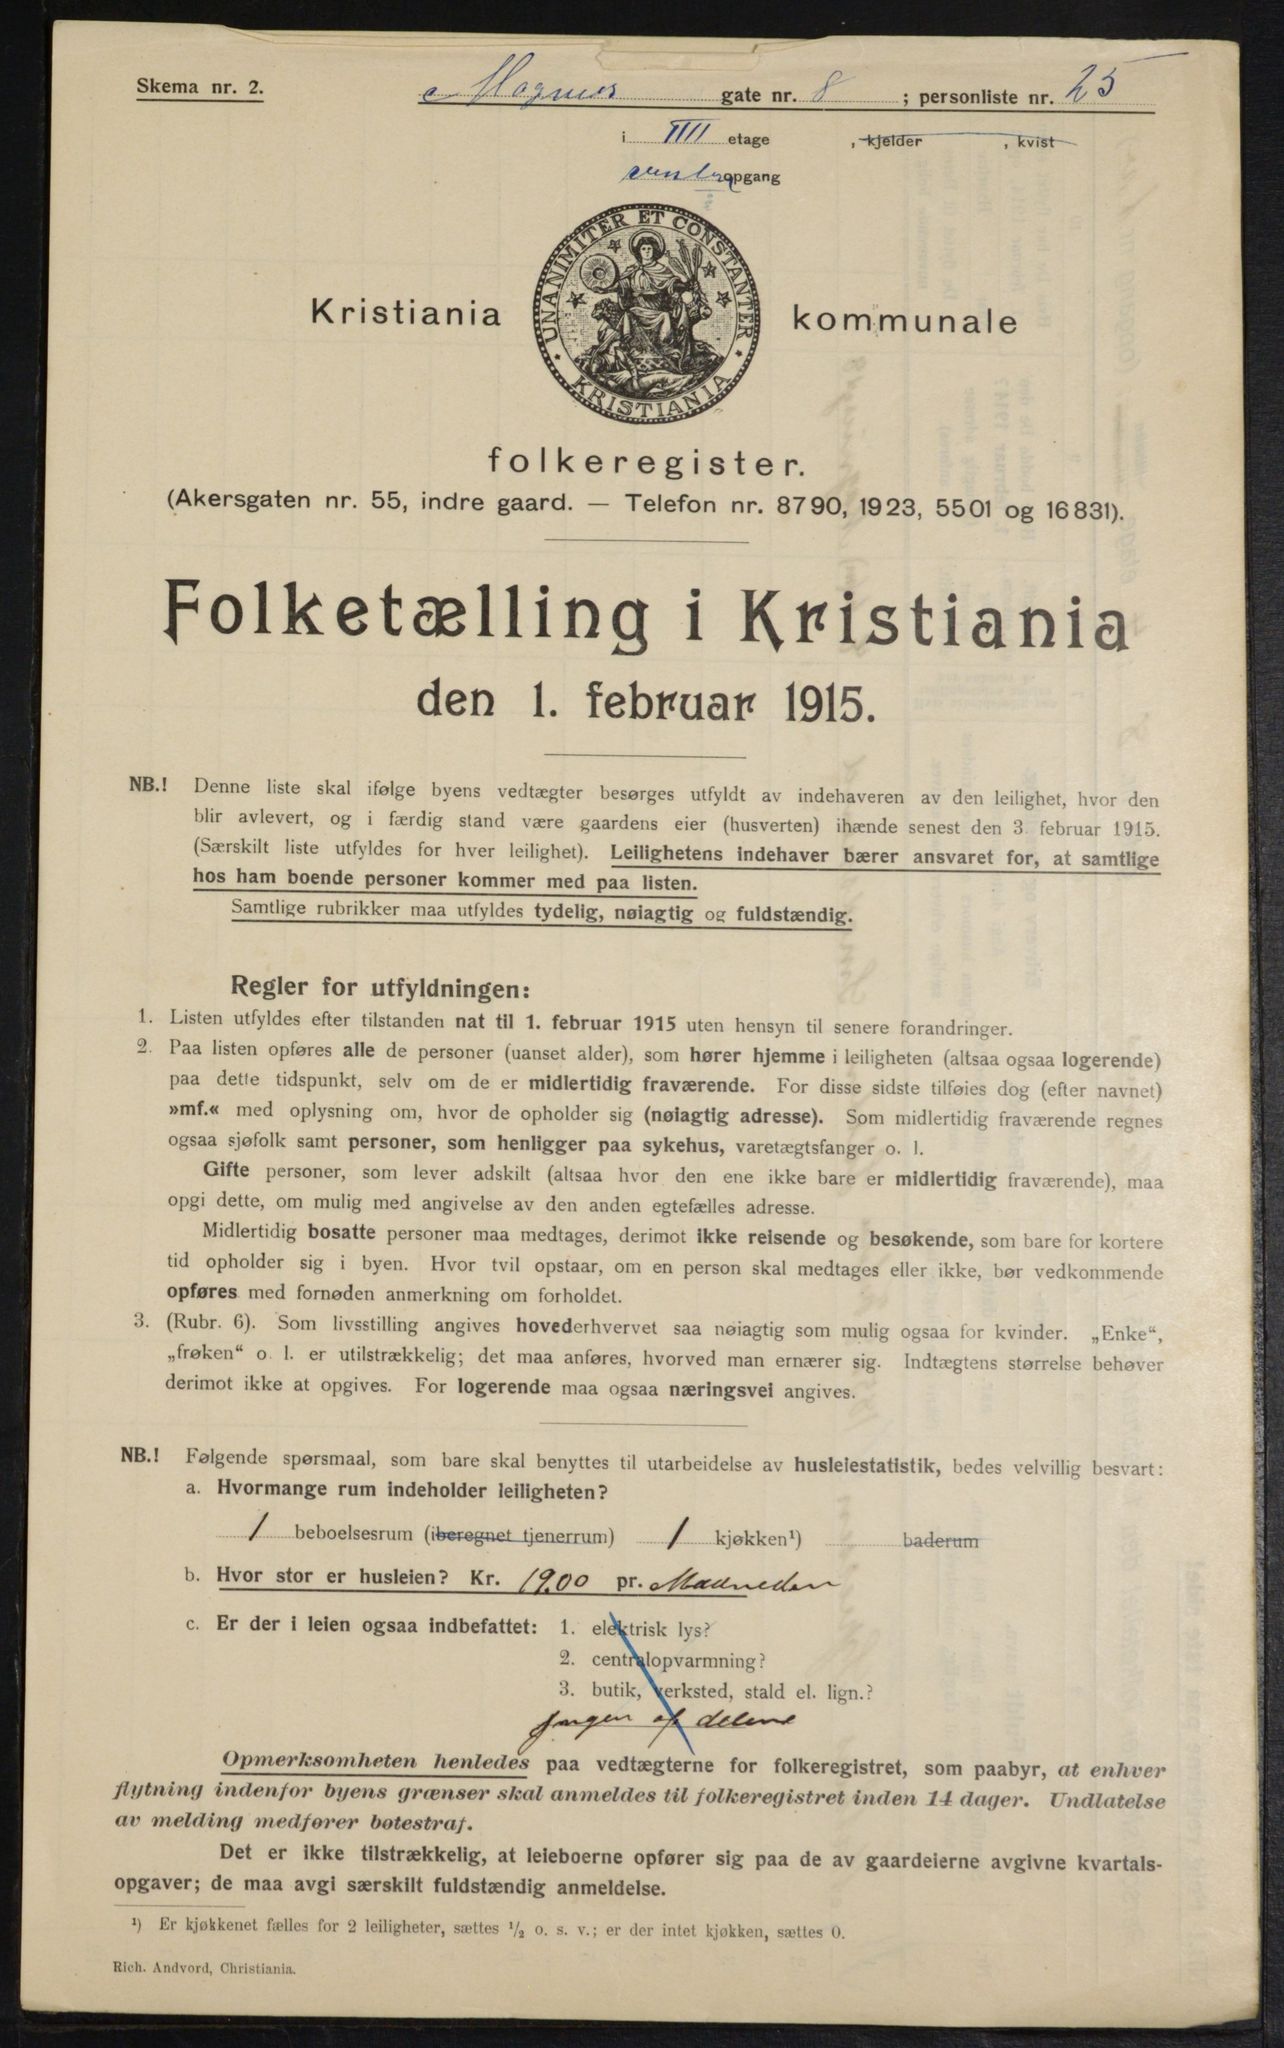 Skema nr. 2.
Magnus gate nr. 8 ; personliste nr. 25
i IIII etage , kjelder , kvist
opgang
UNANIMITER ET CONSTANTER
KRISTIANIA
Kristiania kommunale
folkeregister.
(Akersgaten nr. 55, indre gaard. — Telefon nr. 8790, 1923, 5501 og 16831).
Folketælling i Kristiania
den 1. februar 1915.
NB.! Denne liste skal ifølge byens vedtægter besørges utfyldt av indehaveren av den leilighet, hvor den
blir avlevert, og i færdig stand være gaardens eier (husverten) ihænde senest den 3. februar 1915.
(Særskilt liste utfyldes for hver leilighet). Leilighetens indehaver bærer ansvaret for, at samtlige
hos ham boende personer kommer med paa listen.
Samtlige rubrikker maa utfyldes tydelig, nøiagtig og fuldstændig.
Regler for utfyldningen:
1. Listen utfyldes efter tilstanden nat til 1. februar 1915 uten hensyn til senere forandringer.
2. Paa listen opføres alle de personer (uanset alder), som hører hjemme i leiligheten (altsaa ogsaa logerende)
paa dette tidspunkt, selv om de er midlertidig fraværende. For disse sidste tilføies dog (efter navnet)
»mf.« med oplysning om, hvor de opholder sig (nøiagtig adresse). Som midlertidig fraværende regnes
ogsaa sjøfolk samt personer, som henligger paa sykehus, varetægtsfanger o. l.
Gifte personer, som lever adskilt (altsaa hvor den ene ikke bare er midlertidig fraværende), maa
opgi dette, om mulig med angivelse av den anden egtefælles adresse.
Midlertidig bosatte personer maa medtages, derimot ikke reisende og besøkende, som bare for kortere
tid opholder sig i byen. Hvor tvil opstaar, om en person skal medtages eller ikke, bør vedkommende
opføres med fornøden anmerkning om forholdet.
3. (Rubr. 6). Som livsstilling angives hovederhvervet saa nøiagtig som mulig ogsaa for kvinder. „Enke“,
„frøken“ o. l. er utilstrækkelig; det maa anføres, hvorved man ernærer sig. Indtægtens størrelse behøver
derimot ikke at opgives. For logerende maa ogsaa næringsvei angives.
NB.! Følgende spørsmaal, som bare skal benyttes til utarbeidelse av husleiestatistik, bedes velvillig besvart:
a. Hvormange rum indeholder leiligheten?
1 beboelsesrum (iberegnet tjenerrum) 1 kjøkken¹) baderum
b. Hvor stor er husleien? Kr. 19.00 pr. Maaneden
c. Er der i leien ogsaa indbefattet: 1. elektrisk lys?
2. centralopvarmning?
3. butik, verksted, stald el. lign.?
Ingen af delene
Opmerksomheten henledes paa vedtægterne for folkeregistret, som paabyr, at enhver
flytning indenfor byens grænser skal anmeldes til folkeregistret inden 14 dager. Undlatelse
av melding medfører bøtestraf.
Det er ikke tilstrækkelig, at leieboerne opfører sig paa de av gaardeierne avgivne kvartals-
opgaver; de maa avgi særskilt fuldstændig anmeldelse.
¹) Er kjøkkenet fælles for 2 leiligheter, sættes ½ o. s. v.; er der intet kjøkken, sættes 0.
Rich. Andvord, Christiania.